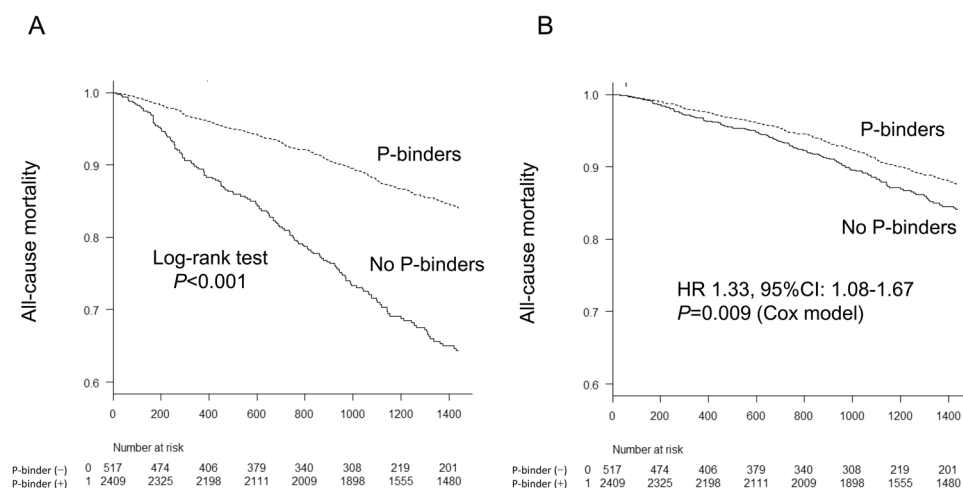 A
1.0
0.9
0.8
0.7
0.6
All-cause mortality
P-binders
No P-binders
Log-rank test
P<0.001
0 200 400 600 800 1000 1200 1400
Number at risk
P-binder (−) 0 517 474 406 379 340 308 219 201
P-binder (+) 1 2409 2325 2198 2111 2009 1898 1555 1480
B
1.0
0.9
0.8
0.7
0.6
All-cause mortality
P-binders
No P-binders
HR 1.33, 95%CI: 1.08-1.67
P=0.009 (Cox model)
0 200 400 600 800 1000 1200 1400
Number at risk
P-binder (−) 0 517 474 406 379 340 308 219 201
P-binder (+) 1 2409 2325 2198 2111 2009 1898 1555 1480